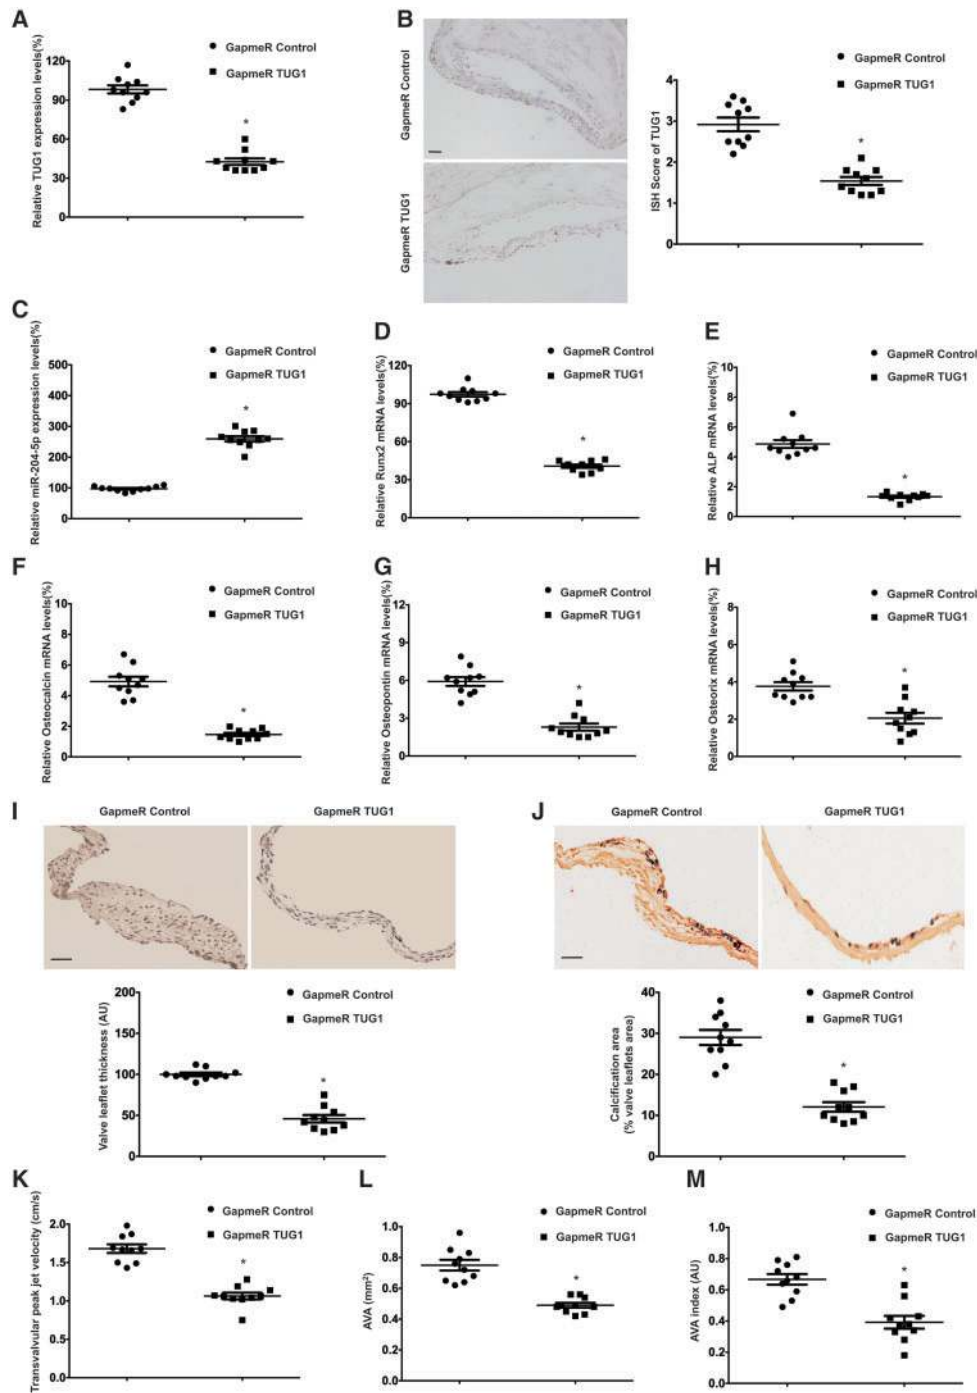 A
GapmeR Control
GapmeR TUG1
Relative TUG1 expression levels(%)
120
90
60
30
0
*
B
GapmeR Control
GapmeR TUG1
GapmeR Control
GapmeR TUG1
ISH Score of TUG1
4
3
2
1
0
*
C
GapmeR Control
GapmeR TUG1
Relative miR-204-5p expression levels(%)
500
400
300
200
100
0
*
D
GapmeR Control
GapmeR TUG1
Relative Runx2 mRNA levels(%)
120
90
60
30
0
*
E
GapmeR Control
GapmeR TUG1
Relative ALP mRNA levels(%)
10
8
6
4
2
0
*
F
GapmeR Control
GapmeR TUG1
Relative Osteocalcin mRNA levels(%)
10
8
6
4
2
0
*
G
GapmeR Control
GapmeR TUG1
Relative Osteopontin mRNA levels(%)
12
9
6
3
0
*
H
GapmeR Control
GapmeR TUG1
Relative Osteorix mRNA levels(%)
8
6
4
2
0
*
I
GapmeR Control
GapmeR TUG1
GapmeR Control
GapmeR TUG1
Valve leaflet thickness (AU)
200
150
100
50
0
*
J
GapmeR Control
GapmeR TUG1
GapmeR Control
GapmeR TUG1
Calcification area
(% valve leaflets area)
40
30
20
10
0
*
K
GapmeR Control
GapmeR TUG1
Transvalvular peak jet velocity (cm/s)
2.0
1.5
1.0
0.5
0.0
*
L
GapmeR Control
GapmeR TUG1
AVA (mm²)
1.0
0.8
0.6
0.4
0.2
0.0
*
M
GapmeR Control
GapmeR TUG1
AVA index (AU)
1.0
0.8
0.6
0.4
0.2
0.0
*